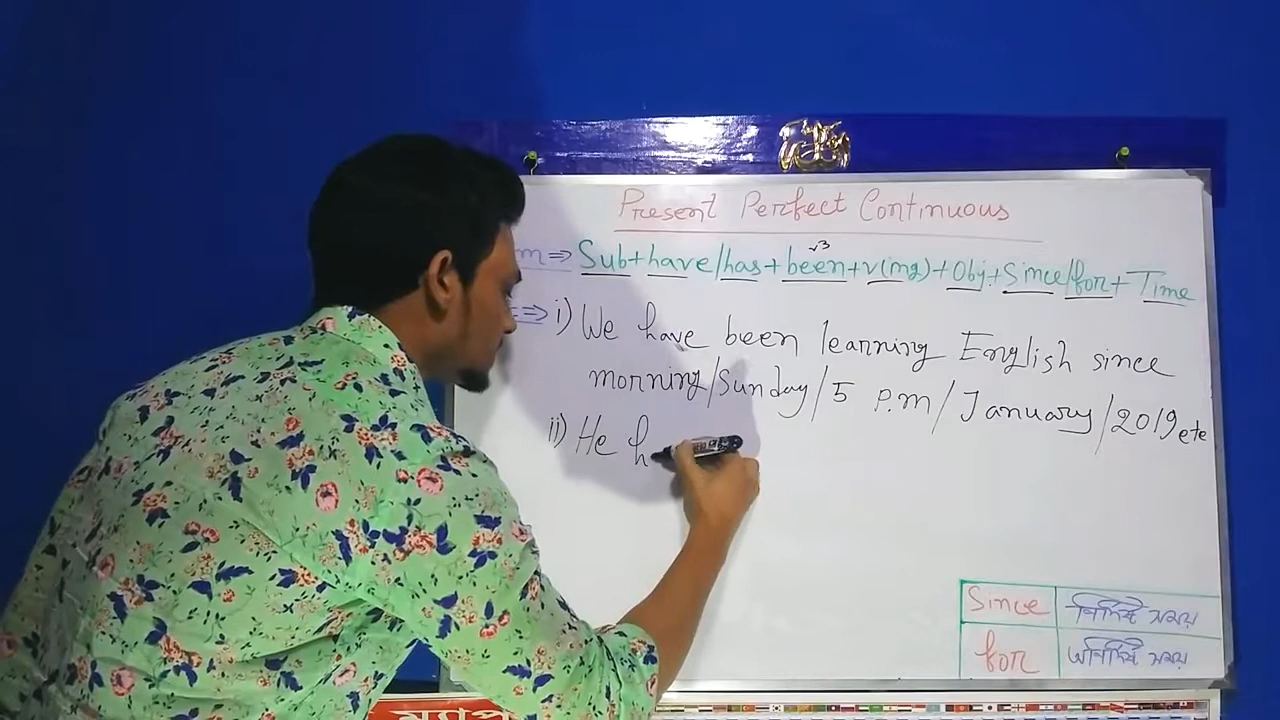 Present Perfect Continuous
v3
m⇒ Sub+have/has+been+v(ing)+Obj.+Since/for+Time
⇒ i) We have been learning English since
morning/Sunday/5 P.m/January/2019 etc
ii) He h
Since নির্দিষ্ট সময়
for অনির্দিষ্ট সময়